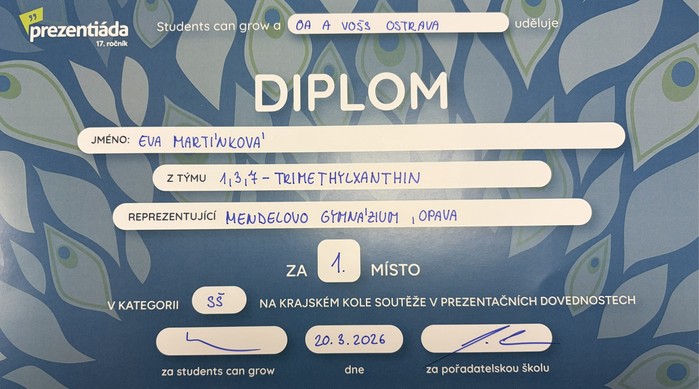 prezentiáda
17. ročník
Students can grow a OA A VOŠS OSTRAVA uděluje
DIPLOM
JMÉNO: EVA MARTÍNKOVÁ
Z TÝMU 1,3,7-TRIMETHYLXANTHIN
REPREZENTUJÍCÍ MENDELOVO GYMNÁZIUM, OPAVA
ZA 1. MÍSTO
V KATEGORII SŠ NA KRAJSKÉM KOLE SOUTĚŽE V PREZENTAČNÍCH DOVEDNOSTECH
20.3.2026
za students can grow dne za pořadatelskou školu